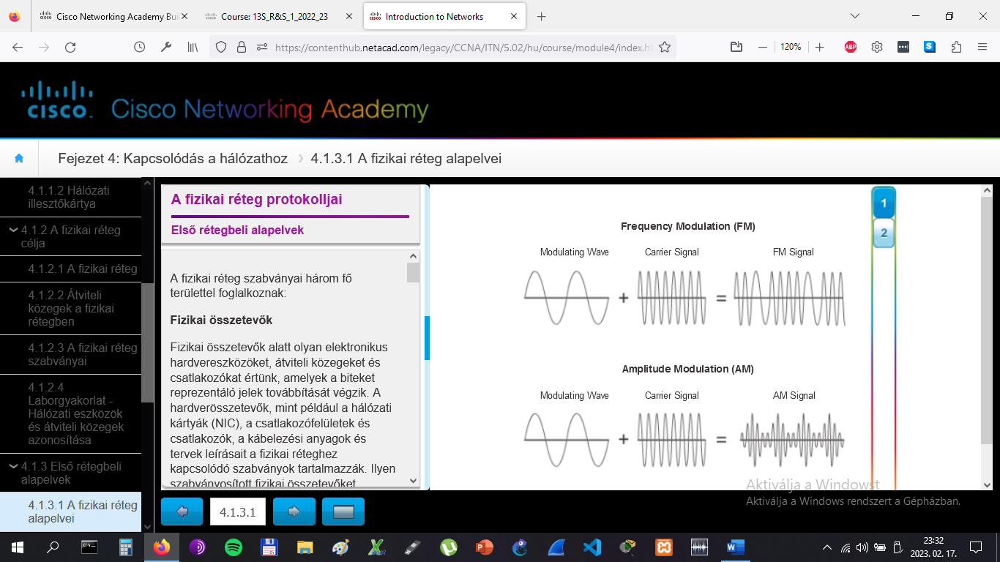 Cisco Networking Academy Bui
Course: 13S_R&S_1_2022_23
Introduction to Networks
https://contenthub.netacad.com/legacy/CCNA/ITN/5.02/hu/course/module4/index.ht
120%
ABP
CISCO
Cisco Networking Academy
Fejezet 4: Kapcsolódás a hálózathoz
4.1.3.1 A fizikai réteg alapelvei
4.1.1.2 Hálózati
illesztőkártya
4.1.2 A fizikai réteg
célja
4.1.2.1 A fizikai réteg
4.1.2.2 Átviteli
közegek a fizikai
rétegben
4.1.2.3 A fizikai réteg
szabványai
4.1.2.4
Laborgyakorlat -
Hálózati eszközök
és átviteli közegek
azonosítása
4.1.3 Első rétegbeli
alapelvek
4.1.3.1 A fizikai réteg
alapelvei
A fizikai réteg protokolljai
Első rétegbeli alapelvek
A fizikai réteg szabványai három fő
területtel foglalkoznak:
Fizikai összetevők
Fizikai összetevők alatt olyan elektronikus
hardvereszközöket, átviteli közegeket és
csatlakozókat értünk, amelyek a biteket
reprezentáló jelek továbbítását végzik. A
hardverösszetevők, mint például a hálózati
kártyák (NIC), a csatlakozófelületek és
csatlakozók, a kábelezési anyagok és
tervek leírásait a fizikai réteghez
kapcsolódó szabványok tartalmazzák. Ilyen
szabványosított fizikai összetevőket
4.1.3.1
Frequency Modulation (FM)
Modulating Wave Carrier Signal FM Signal
+ =
Amplitude Modulation (AM)
Modulating Wave Carrier Signal AM Signal
+ =
1
2
Aktiválja a Windowst
Aktiválja a Windows rendszert a Gépházban.
23:32
2023. 02. 17.